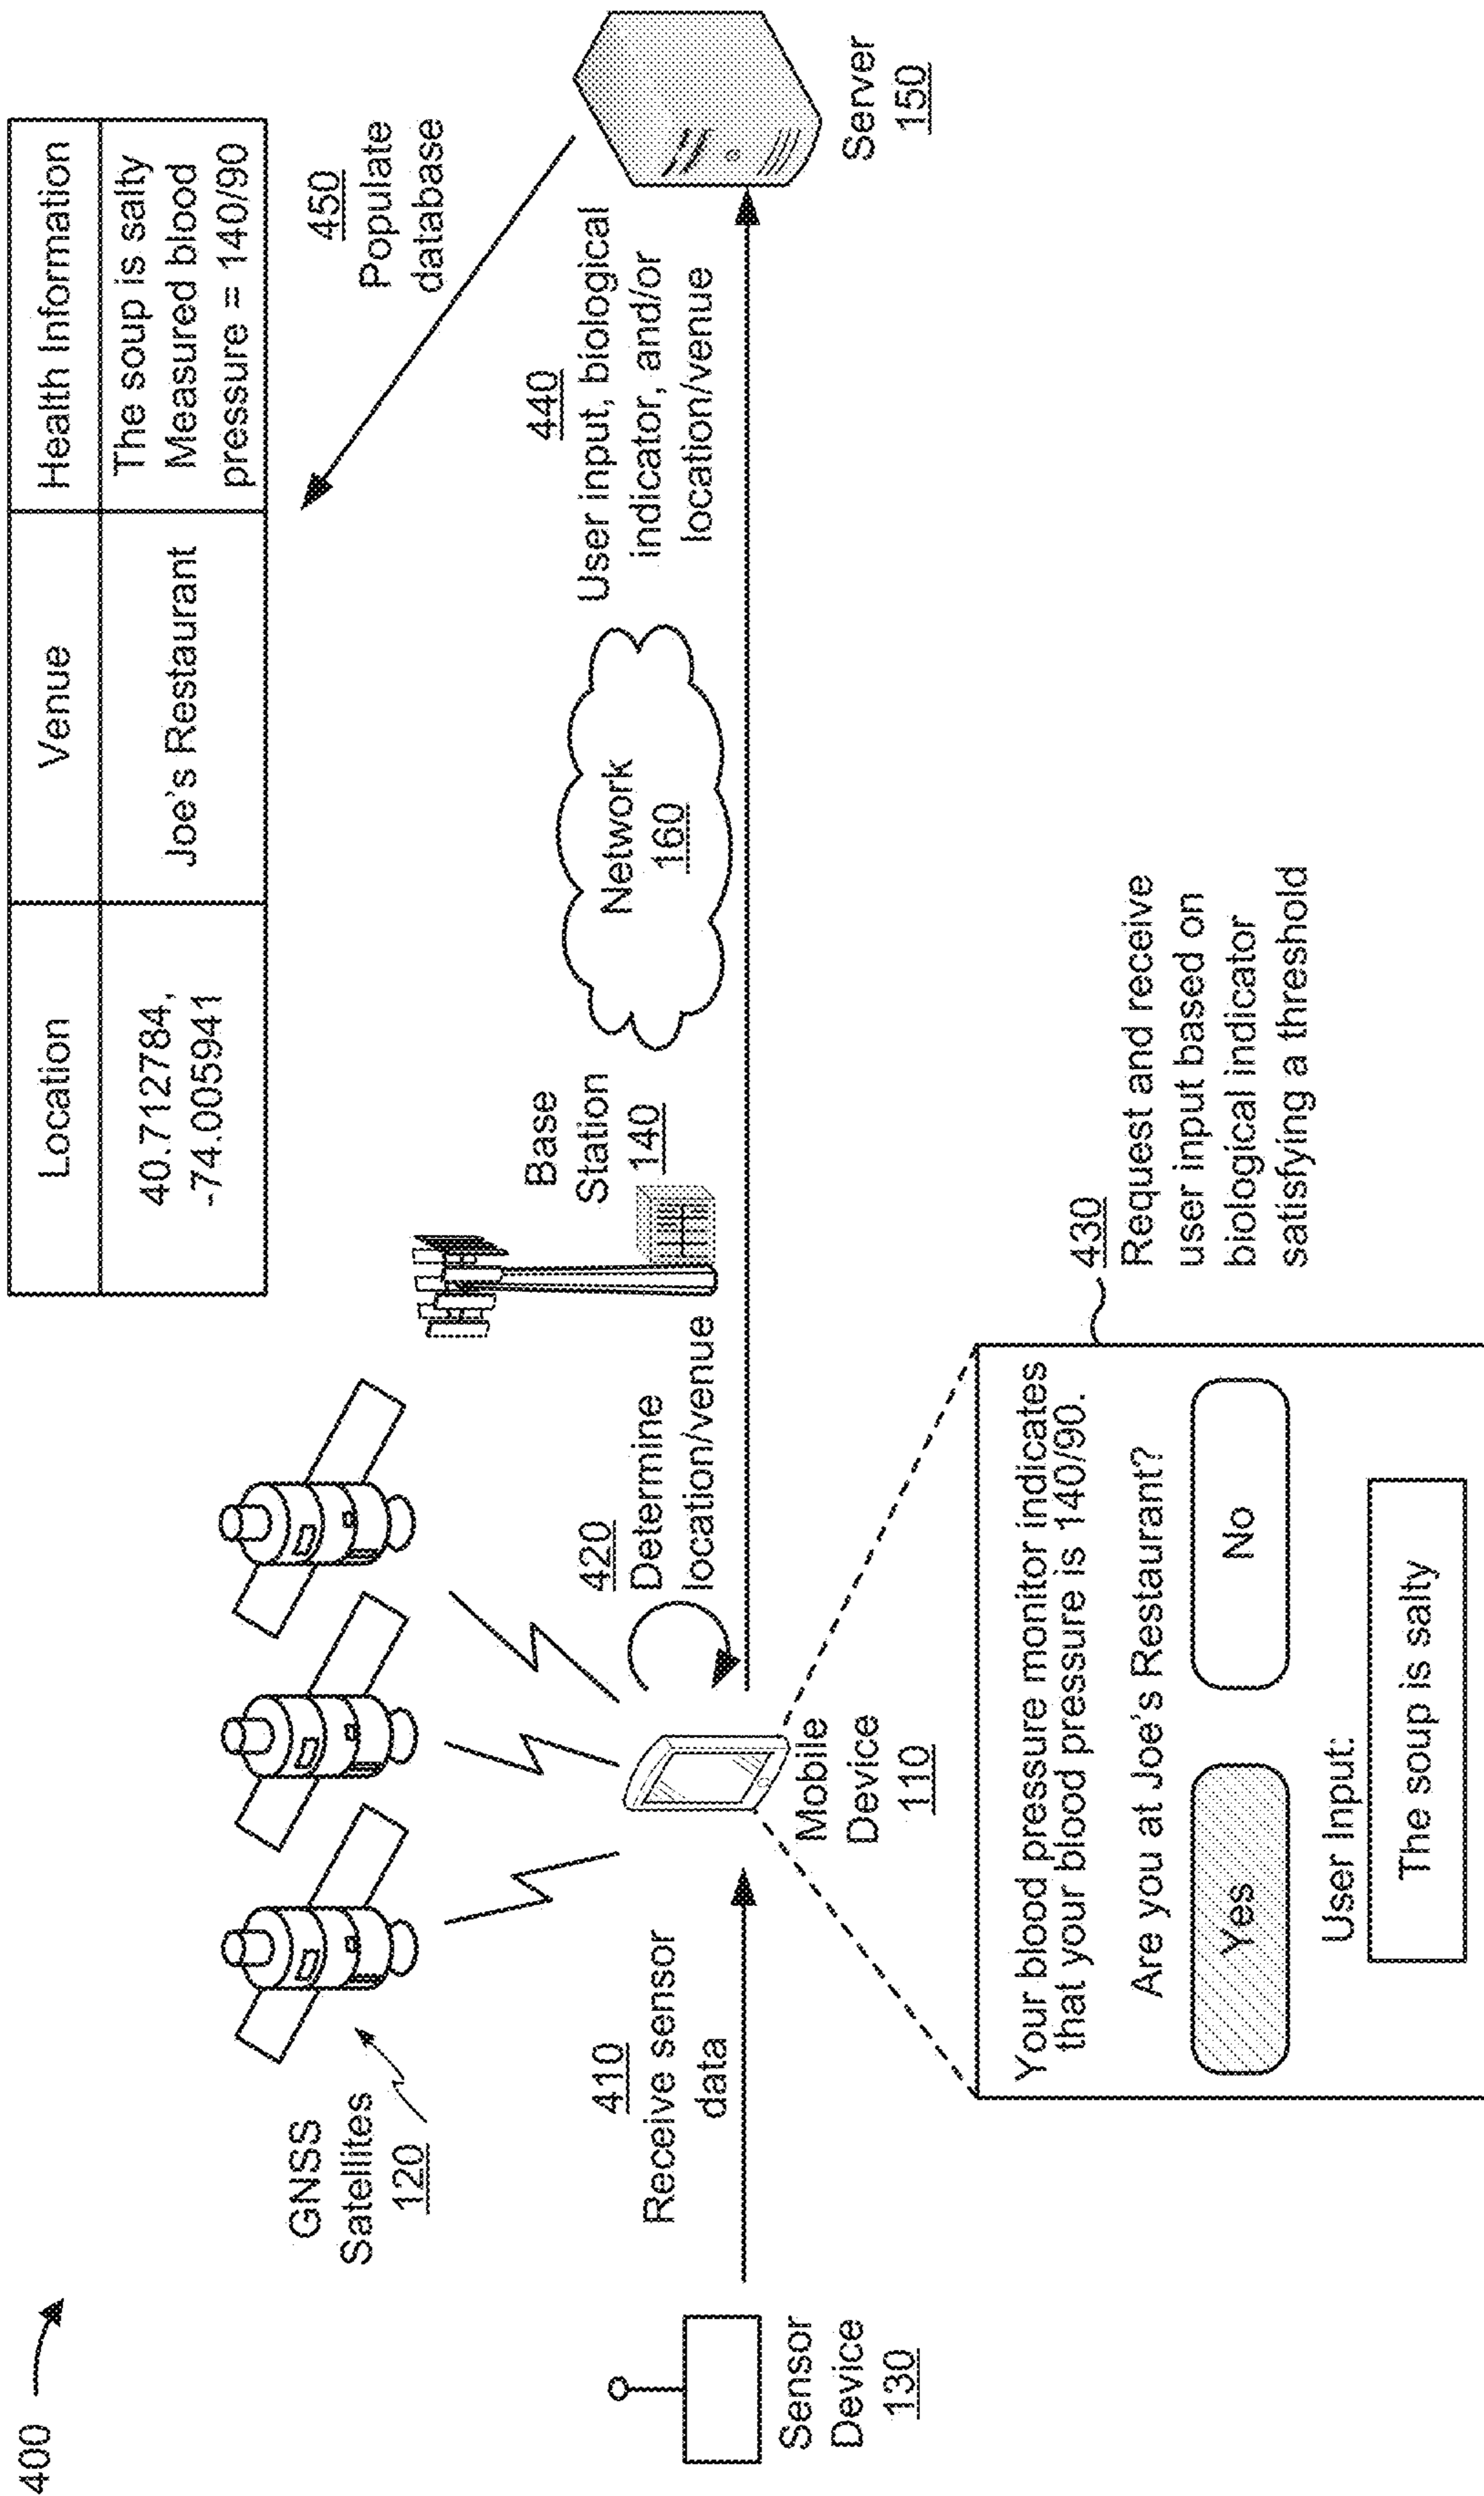 400
Location
Venue
Health Information
40.712784,
-74.005941
Joe's Restaurant
The soup is salty
Measured blood
pressure = 140/90
GNSS
Satellites
120
450
Populate
database
410
Receive sensor
data
420
Determine
location/venue
Base
Station
140
Network
160
440
User input, biological
indicator, and/or
location/venue
Sensor
Device
130
Mobile
Device
110
Server
150
Your blood pressure monitor indicates
that your blood pressure is 140/90.
Are you at Joe's Restaurant?
Yes
No
User Input:
The soup is salty
430
Request and receive
user input based on
biological indicator
satisfying a threshold